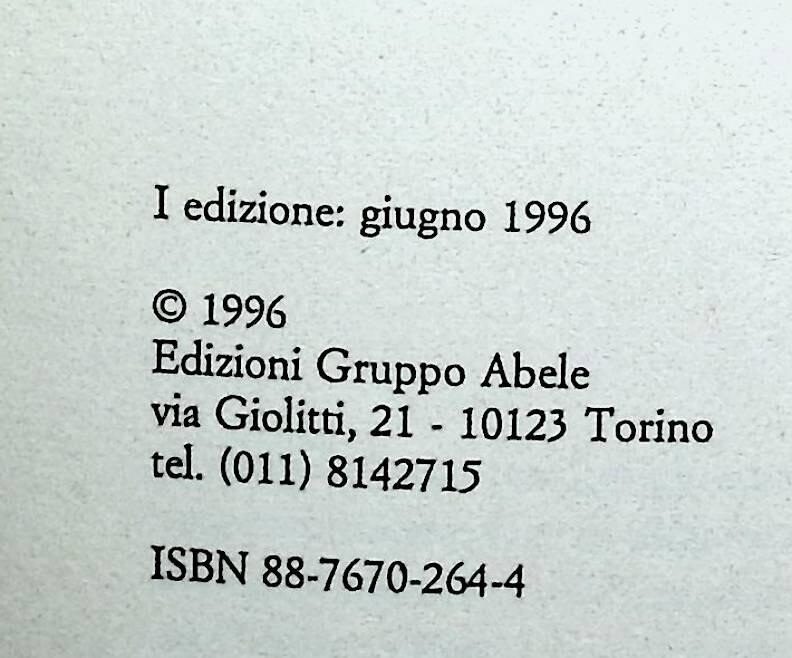 I edizione: giugno 1996
© 1996
Edizioni Gruppo Abele
via Giolitti, 21 - 10123 Torino
tel. (011) 8142715
ISBN 88-7670-264-4